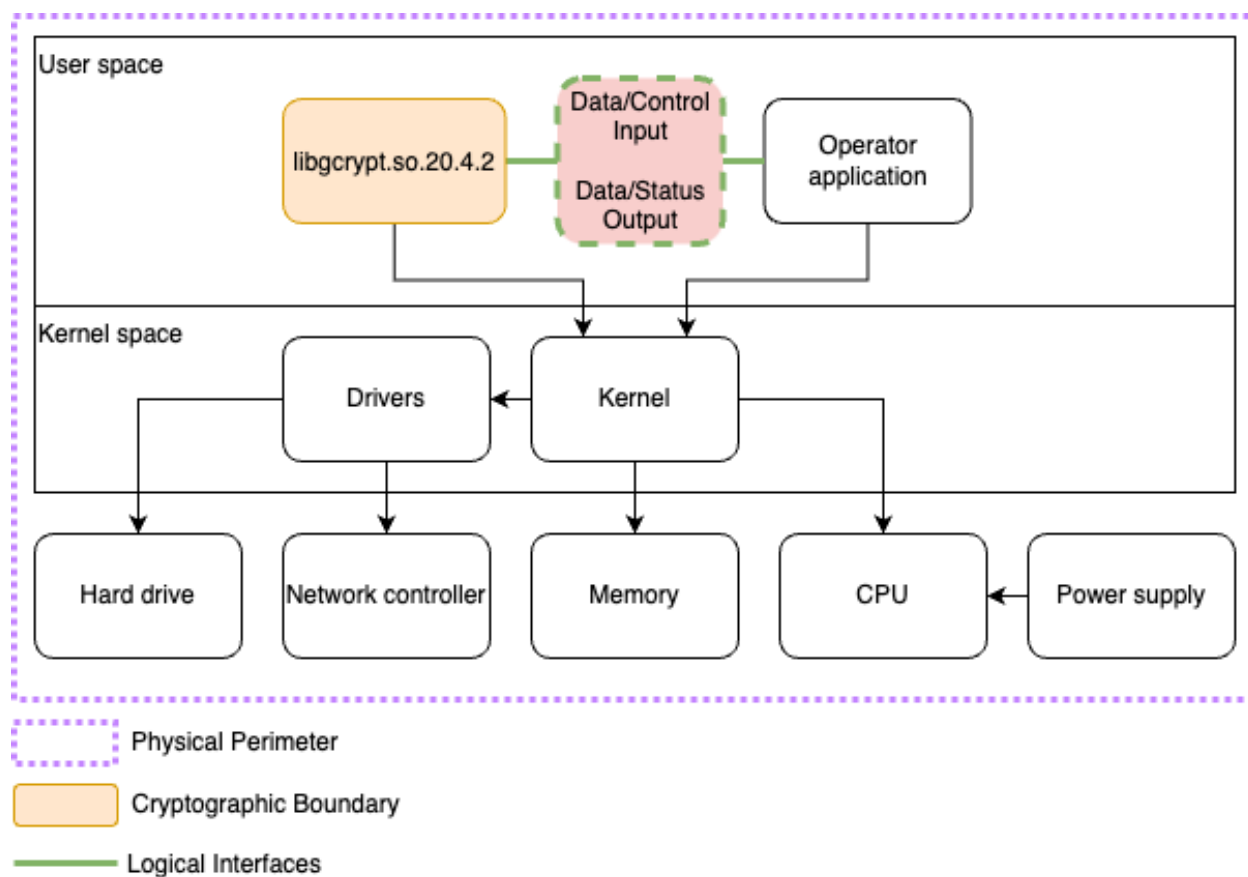 User space
libgcrypt.so.20.4.2
Data/Control
Input
Data/Status
Output
Operator
application
Kernel space
Drivers
Kernel
Hard drive
Network controller
Memory
CPU
Power supply
Physical Perimeter
Cryptographic Boundary
Logical Interfaces